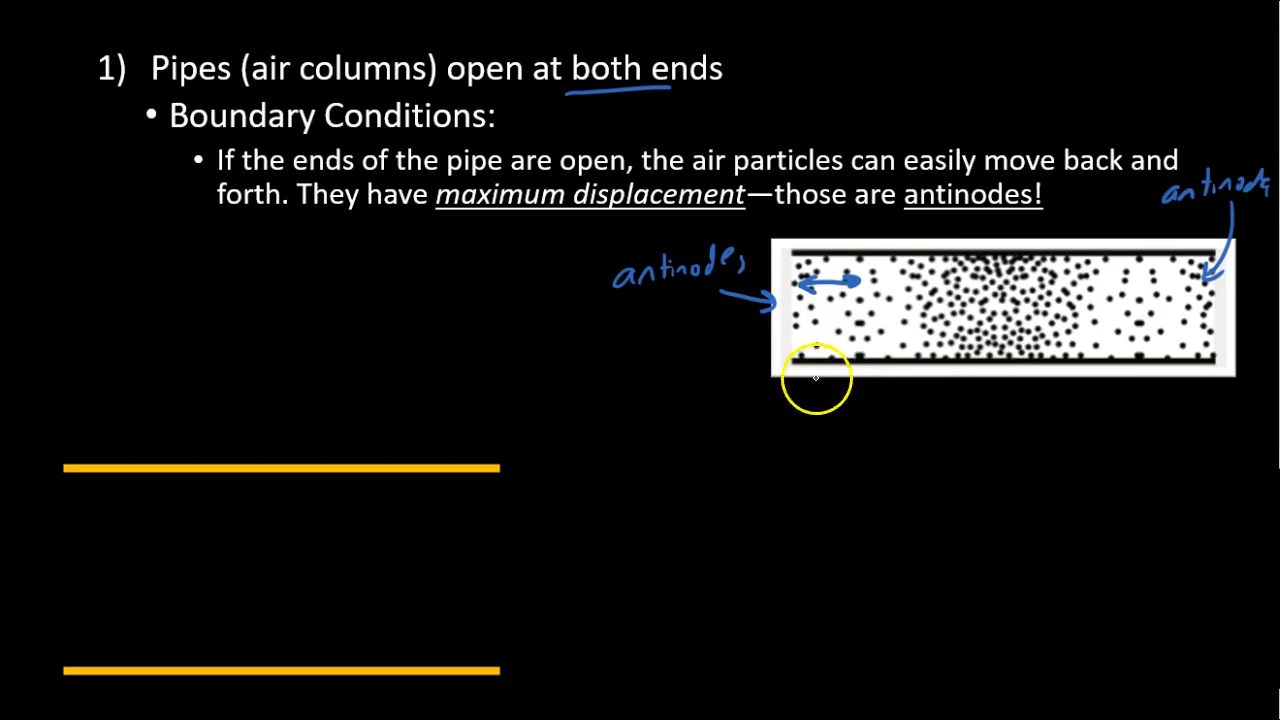 1) Pipes (air columns) open at both ends
• Boundary Conditions:
• If the ends of the pipe are open, the air particles can easily move back and
forth. They have maximum displacement—those are antinodes!
antinode
antinodes